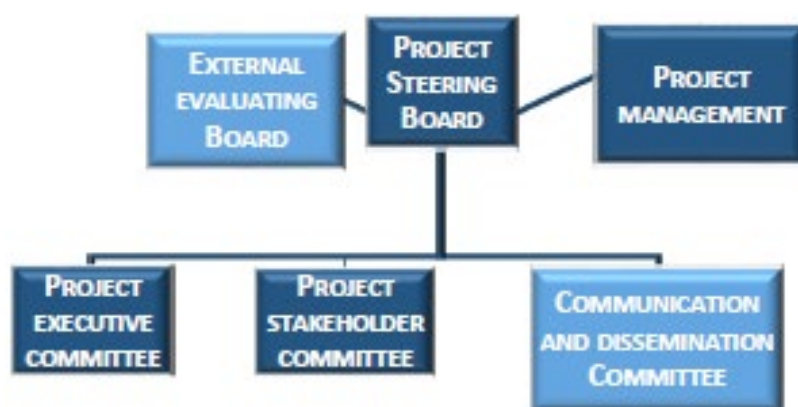 External
evaluating
Board
Project
Steering
Board
Project
management
Project
executive
committee
Project
stakeholder
committee
Communication
and dissemination
Committee